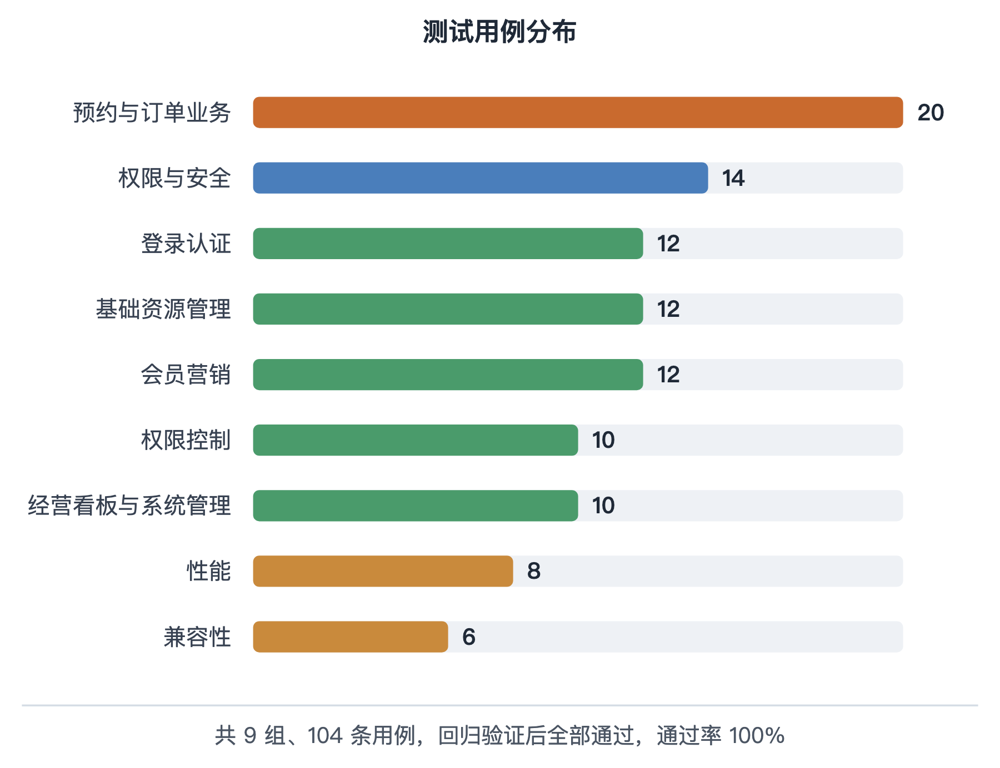 测试用例分布
预约与订单业务 20
权限与安全 14
登录认证 12
基础资源管理 12
会员营销 12
权限控制 10
经营看板与系统管理 10
性能 8
兼容性 6
共 9 组、104 条用例，回归验证后全部通过，通过率 100%